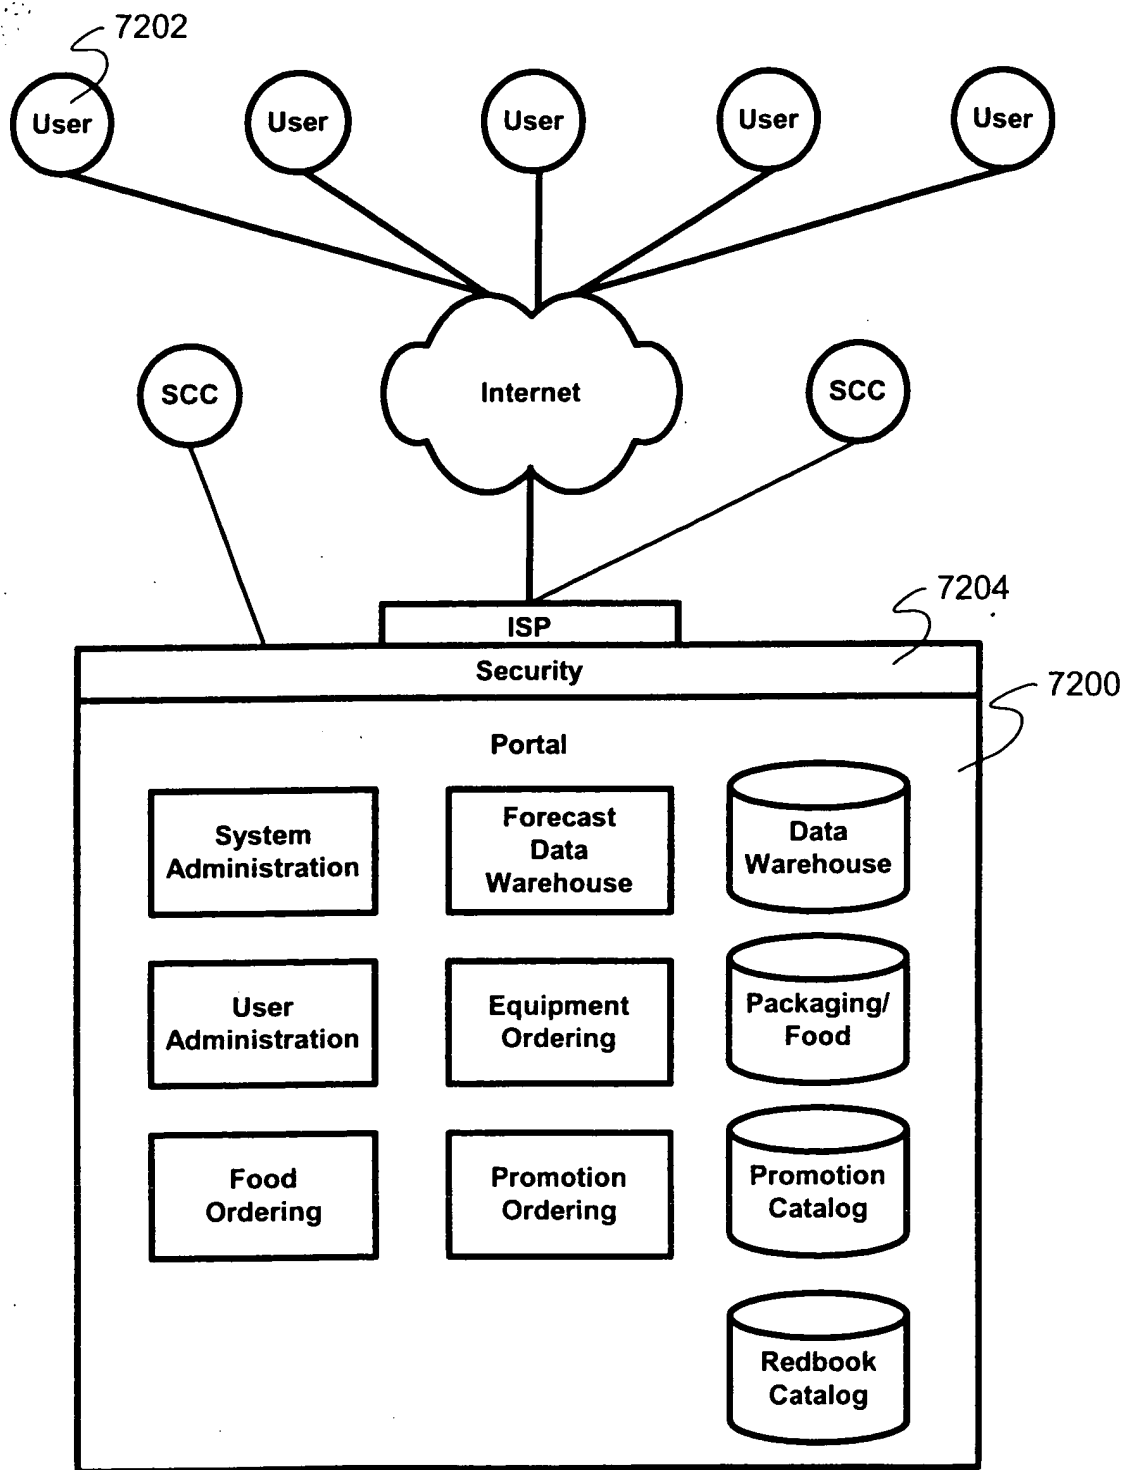 7202
User
User
User
User
User
Internet
SCC
SCC
7204
ISP
Security
7200
Portal
System
Administration
Forecast
Data
Warehouse
Data
Warehouse
User
Administration
Equipment
Ordering
Packaging/
Food
Food
Ordering
Promotion
Ordering
Promotion
Catalog
Redbook
Catalog